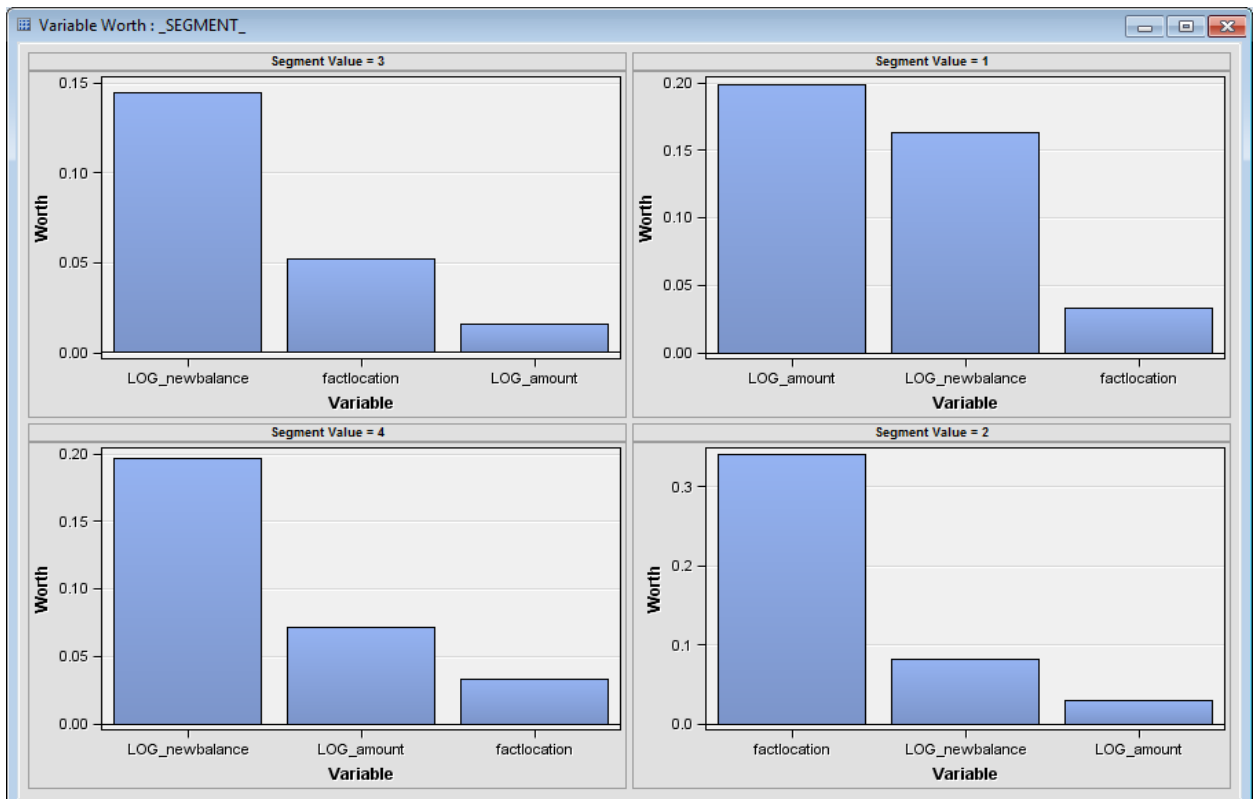 Variable Worth : _SEGMENT_
Segment Value = 3
0.15
0.10
0.05
0.00
Worth
LOG_newbalance factlocation LOG_amount
Variable
Segment Value = 1
0.20
0.15
0.10
0.05
0.00
Worth
LOG_amount LOG_newbalance factlocation
Variable
Segment Value = 4
0.20
0.15
0.10
0.05
0.00
Worth
LOG_newbalance LOG_amount factlocation
Variable
Segment Value = 2
0.3
0.2
0.1
0.0
Worth
factlocation LOG_newbalance LOG_amount
Variable